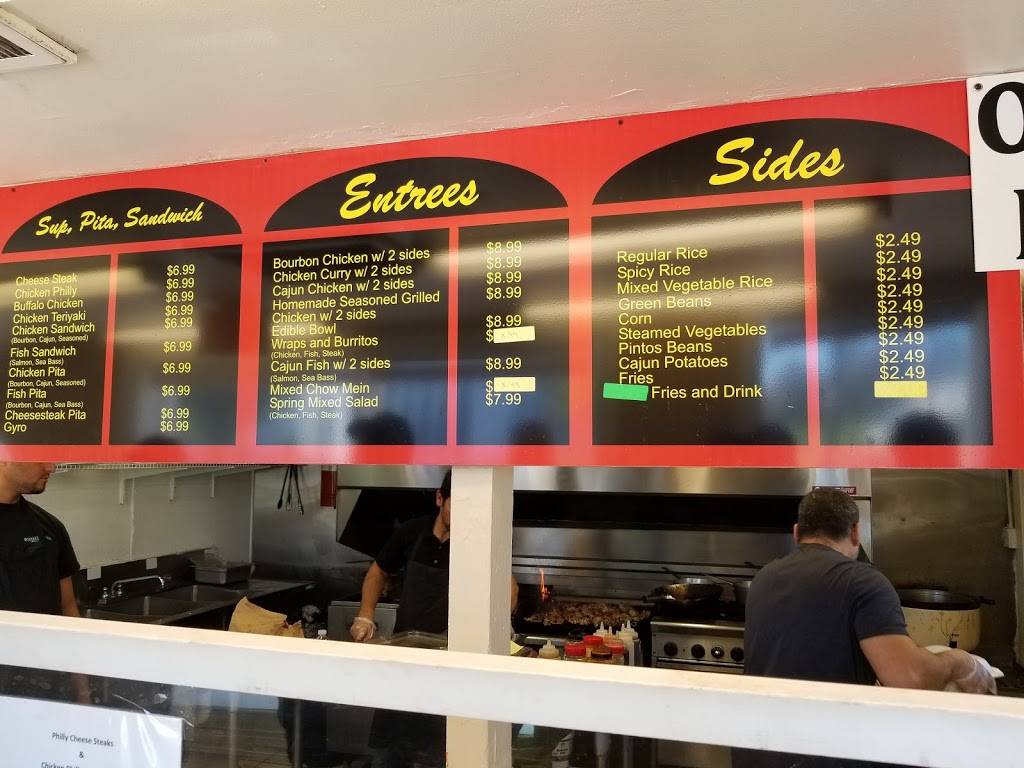 Sup, Pita, Sandwich
Cheese Steak
Chicken Philly
Buffalo Chicken
Chicken Teriyaki
Chicken Sandwich
(Bourbon, Cajun, Seasoned)
Fish Sandwich
(Salmon, Sea Bass)
Chicken Pita
(Bourbon, Cajun, Seasoned)
Fish Pita
(Bourbon, Cajun, Sea Bass)
Cheesesteak Pita
Gyro
$6.99
$6.99
$6.99
$6.99
$6.99
$6.99
$6.99
$6.99
$6.99
$6.99
Entrees
Bourbon Chicken w/ 2 sides
Chicken Curry w/ 2 sides
Cajun Chicken w/ 2 sides
Homemade Seasoned Grilled
Chicken w/ 2 sides
Edible Bowl
Wraps and Burritos
(Chicken, Fish, Steak)
Cajun Fish w/ 2 sides
(Salmon, Sea Bass)
Mixed Chow Mein
Spring Mixed Salad
(Chicken, Fish, Steak)
$8.99
$8.99
$8.99
$8.99
$8.99
$
$8.99
$
$7.99
Sides
Regular Rice
Spicy Rice
Mixed Vegetable Rice
Green Beans
Corn
Steamed Vegetables
Pintos Beans
Cajun Potatoes
Fries
Fries and Drink
$2.49
$2.49
$2.49
$2.49
$2.49
$2.49
$2.49
$2.49
O
Philly Cheese Steaks
&